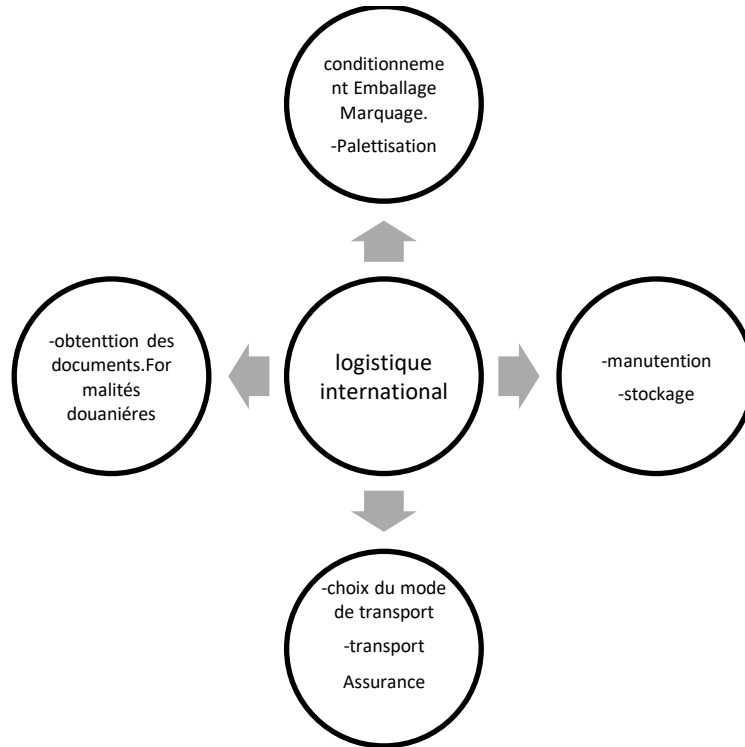 conditionneme
nt Emballage
Marquage.
-Palettisation
-obtenttion des
documents.For
malités
douaniéres
logistique
international
-manutention
-stockage
-choix du mode
de transport
-transport
Assurance